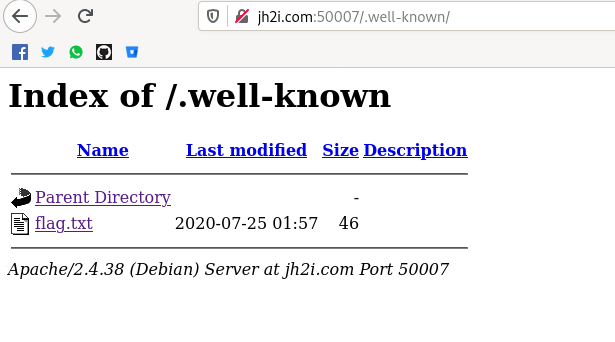 jh2i.com:50007/.well-known/
Index of /.well-known
Name Last modified Size Description
Parent Directory -
flag.txt 2020-07-25 01:57 46
Apache/2.4.38 (Debian) Server at jh2i.com Port 50007